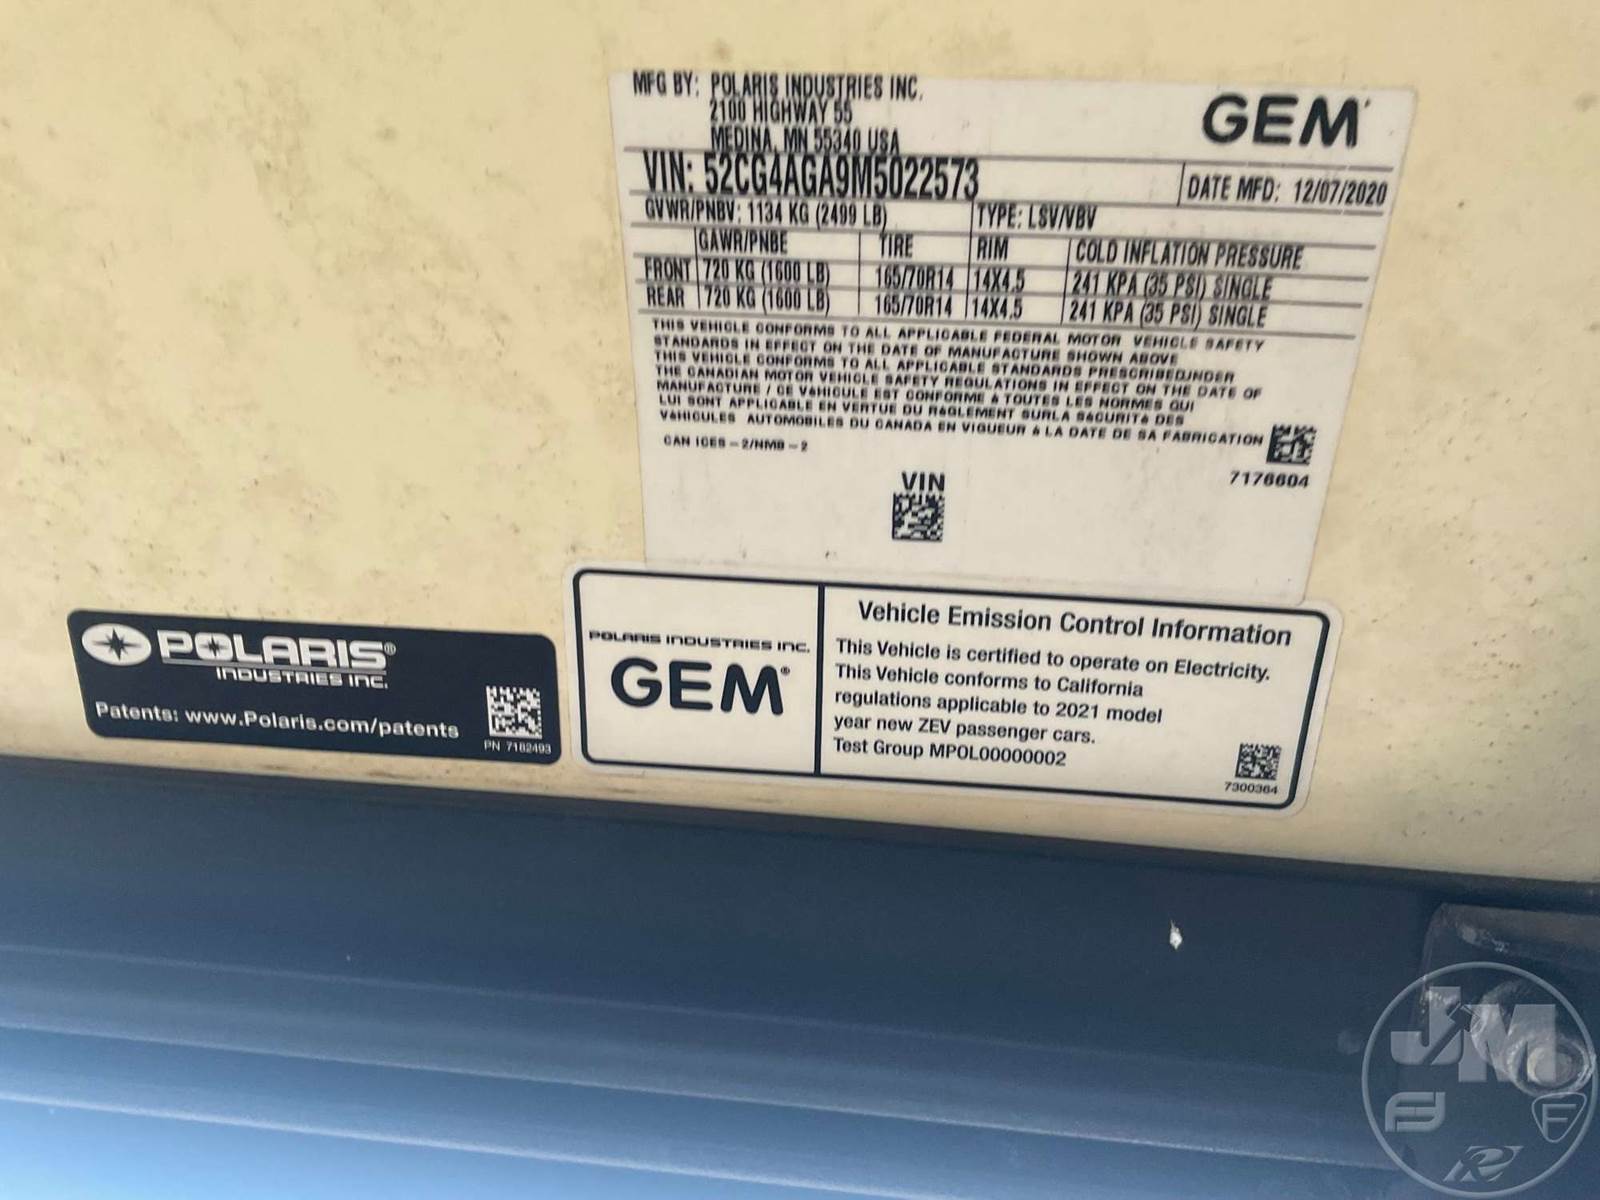 MFG BY: POLARIS INDUSTRIES INC.
2100 HIGHWAY 55
MEDINA, MN 55340 USA
GEM
VIN: 52CG4AGA9M5022573
DATE MFD: 12/07/2020
GVWR/PNBV: 1134 KG (2499 LB)
TYPE: LSV/VBV
GAWR/PNBE TIRE RIM COLD INFLATION PRESSURE
FRONT 720 KG (1600 LB) 165/70R14 14X4.5 241 KPA (35 PSI) SINGLE
REAR 720 KG (1600 LB) 165/70R14 14X4.5 241 KPA (35 PSI) SINGLE
THIS VEHICLE CONFORMS TO ALL APPLICABLE FEDERAL MOTOR VEHICLE SAFETY
STANDARDS IN EFFECT ON THE DATE OF MANUFACTURE SHOWN ABOVE
THIS VEHICLE CONFORMS TO ALL APPLICABLE STANDARDS PRESCRIBEDUNDER
THE CANADIAN MOTOR VEHICLE SAFETY REGULATIONS IN EFFECT ON THE DATE OF
MANUFACTURE / CE VéHICULE EST CONFORME à TOUTES LES NORMES QUI
LUI SONT APPLICABLE EN VERTUE DU RèGLEMENT SURLA SéCURITé DES
VéHICULES AUTOMOBILES DU CANADA EN VIGUEUR à LA DATE DE SA FABRICATION
CAN ICES - 2/NMB - 2
7176604
VIN
POLARIS®
INDUSTRIES INC.
Patents: www.Polaris.com/patents
PN 7182493
POLARIS INDUSTRIES INC.
GEM®
Vehicle Emission Control Information
This Vehicle is certified to operate on Electricity.
This Vehicle conforms to California
regulations applicable to 2021 model
year new ZEV passenger cars.
Test Group MPOL00000002
7300364
JM